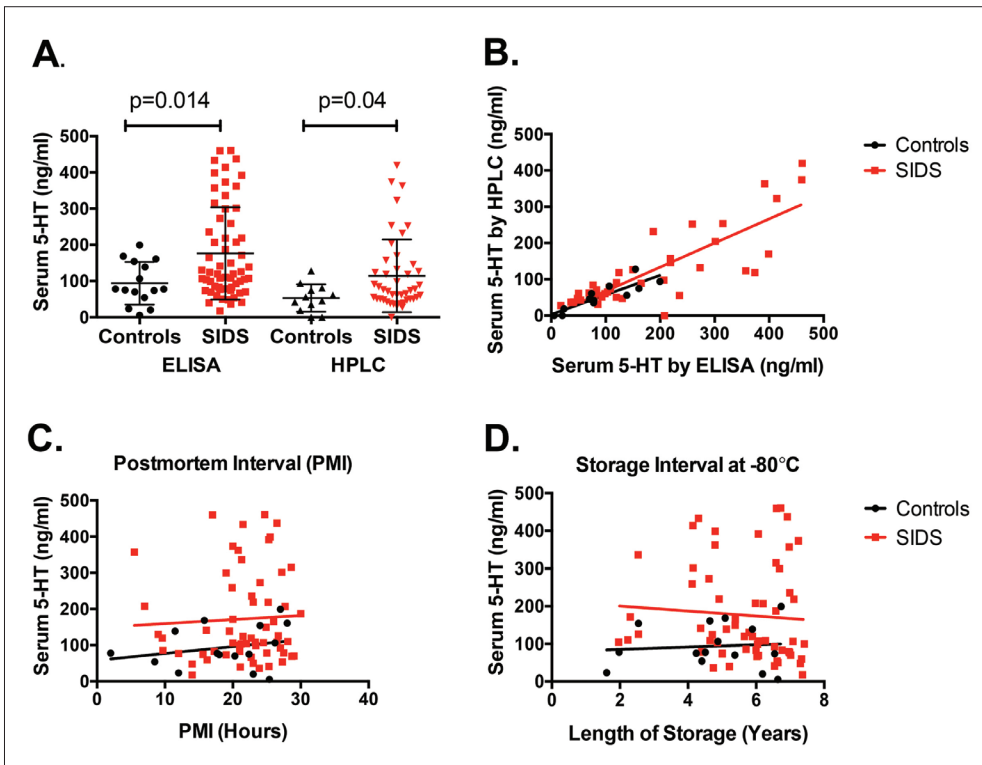 A.
p=0.014 p=0.04
Serum 5-HT (ng/ml)
500
400
300
200
100
0
Controls SIDS Controls SIDS
ELISA HPLC
B.
Serum 5-HT by HPLC (ng/ml)
500
400
300
200
100
0
0 100 200 300 400 500
Serum 5-HT by ELISA (ng/ml)
Controls
SIDS
C.
Postmortem Interval (PMI)
Serum 5-HT (ng/ml)
500
400
300
200
100
0
0 10 20 30 40
PMI (Hours)
D.
Storage Interval at -80°C
Serum 5-HT (ng/ml)
500
400
300
200
100
0
0 2 4 6 8
Length of Storage (Years)
Controls
SIDS